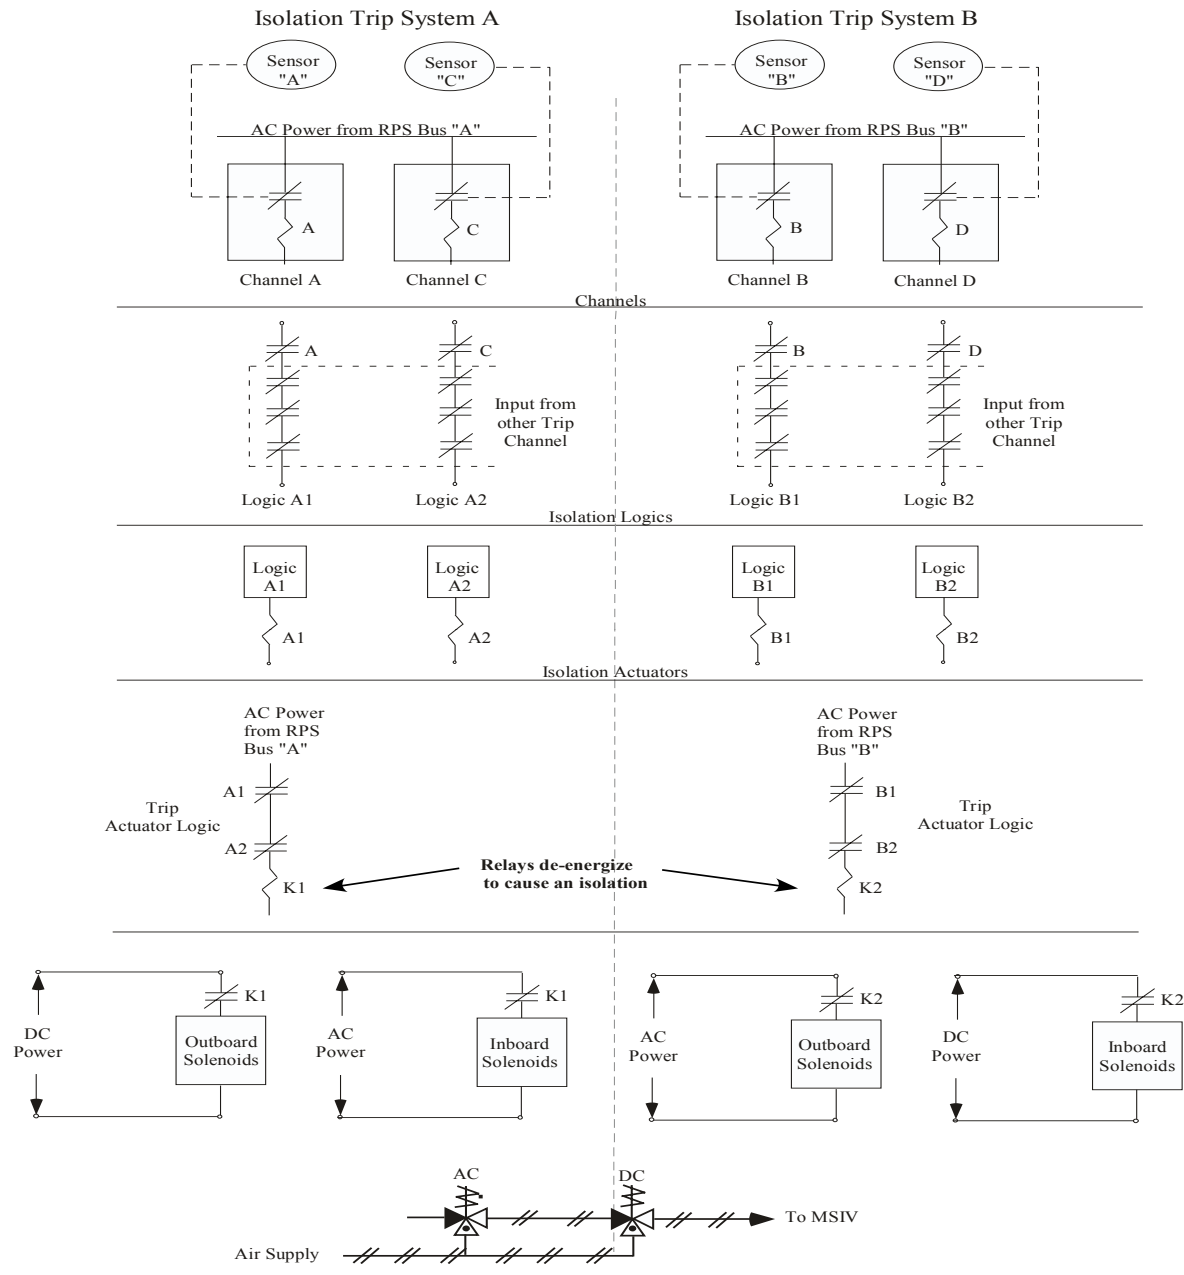 Isolation Trip System A
Isolation Trip System B
Sensor
"A"
Sensor
"C"
Sensor
"B"
Sensor
"D"
AC Power from RPS Bus "A"
AC Power from RPS Bus "B"
A
C
B
D
Channel A
Channel C
Channel B
Channel D
Channels
A
C
B
D
Input from
other Trip
Channel
Input from
other Trip
Channel
Logic A1
Logic A2
Logic B1
Logic B2
Isolation Logics
Logic
A1
Logic
A2
Logic
B1
Logic
B2
A1
A2
B1
B2
Isolation Actuators
AC Power
from RPS
Bus "A"
AC Power
from RPS
Bus "B"
A1
B1
Trip
Actuator Logic
Trip
Actuator Logic
A2
B2
Relays de-energize
to cause an isolation
K1
K2
K1
K1
K2
K2
DC
Power
Outboard
Solenoids
AC
Power
Inboard
Solenoids
AC
Power
Outboard
Solenoids
DC
Power
Inboard
Solenoids
AC
DC
To MSIV
Air Supply